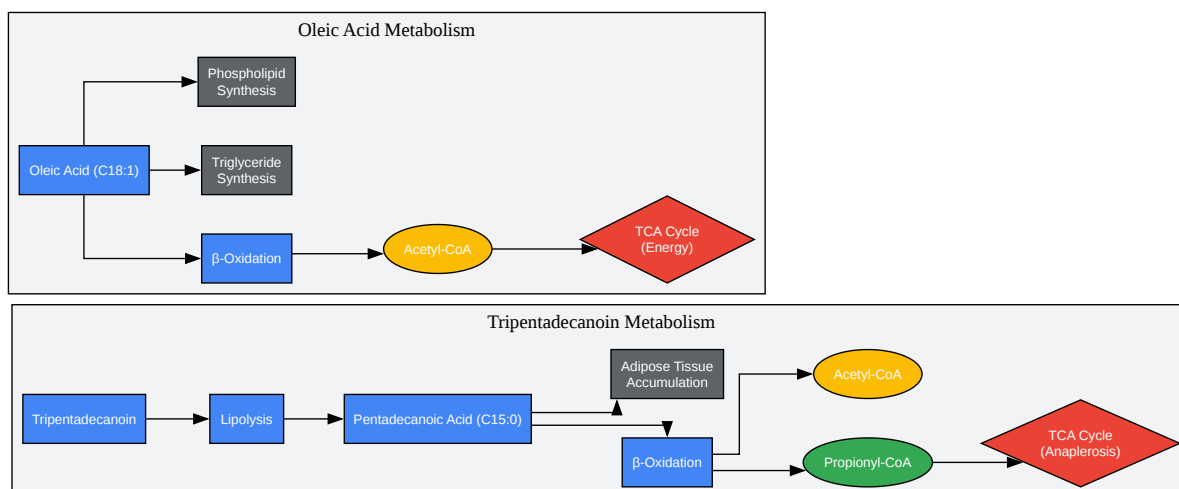 Oleic Acid Metabolism
Phospholipid
Synthesis
Oleic Acid (C18:1)
Triglyceride
Synthesis
β-Oxidation
Acetyl-CoA
TCA Cycle
(Energy)
Tripentadecanoin Metabolism
Tripentadecanoin
Lipolysis
Pentadecanoic Acid (C15:0)
Adipose Tissue
Accumulation
β-Oxidation
Acetyl-CoA
Propionyl-CoA
TCA Cycle
(Anaplerosis)